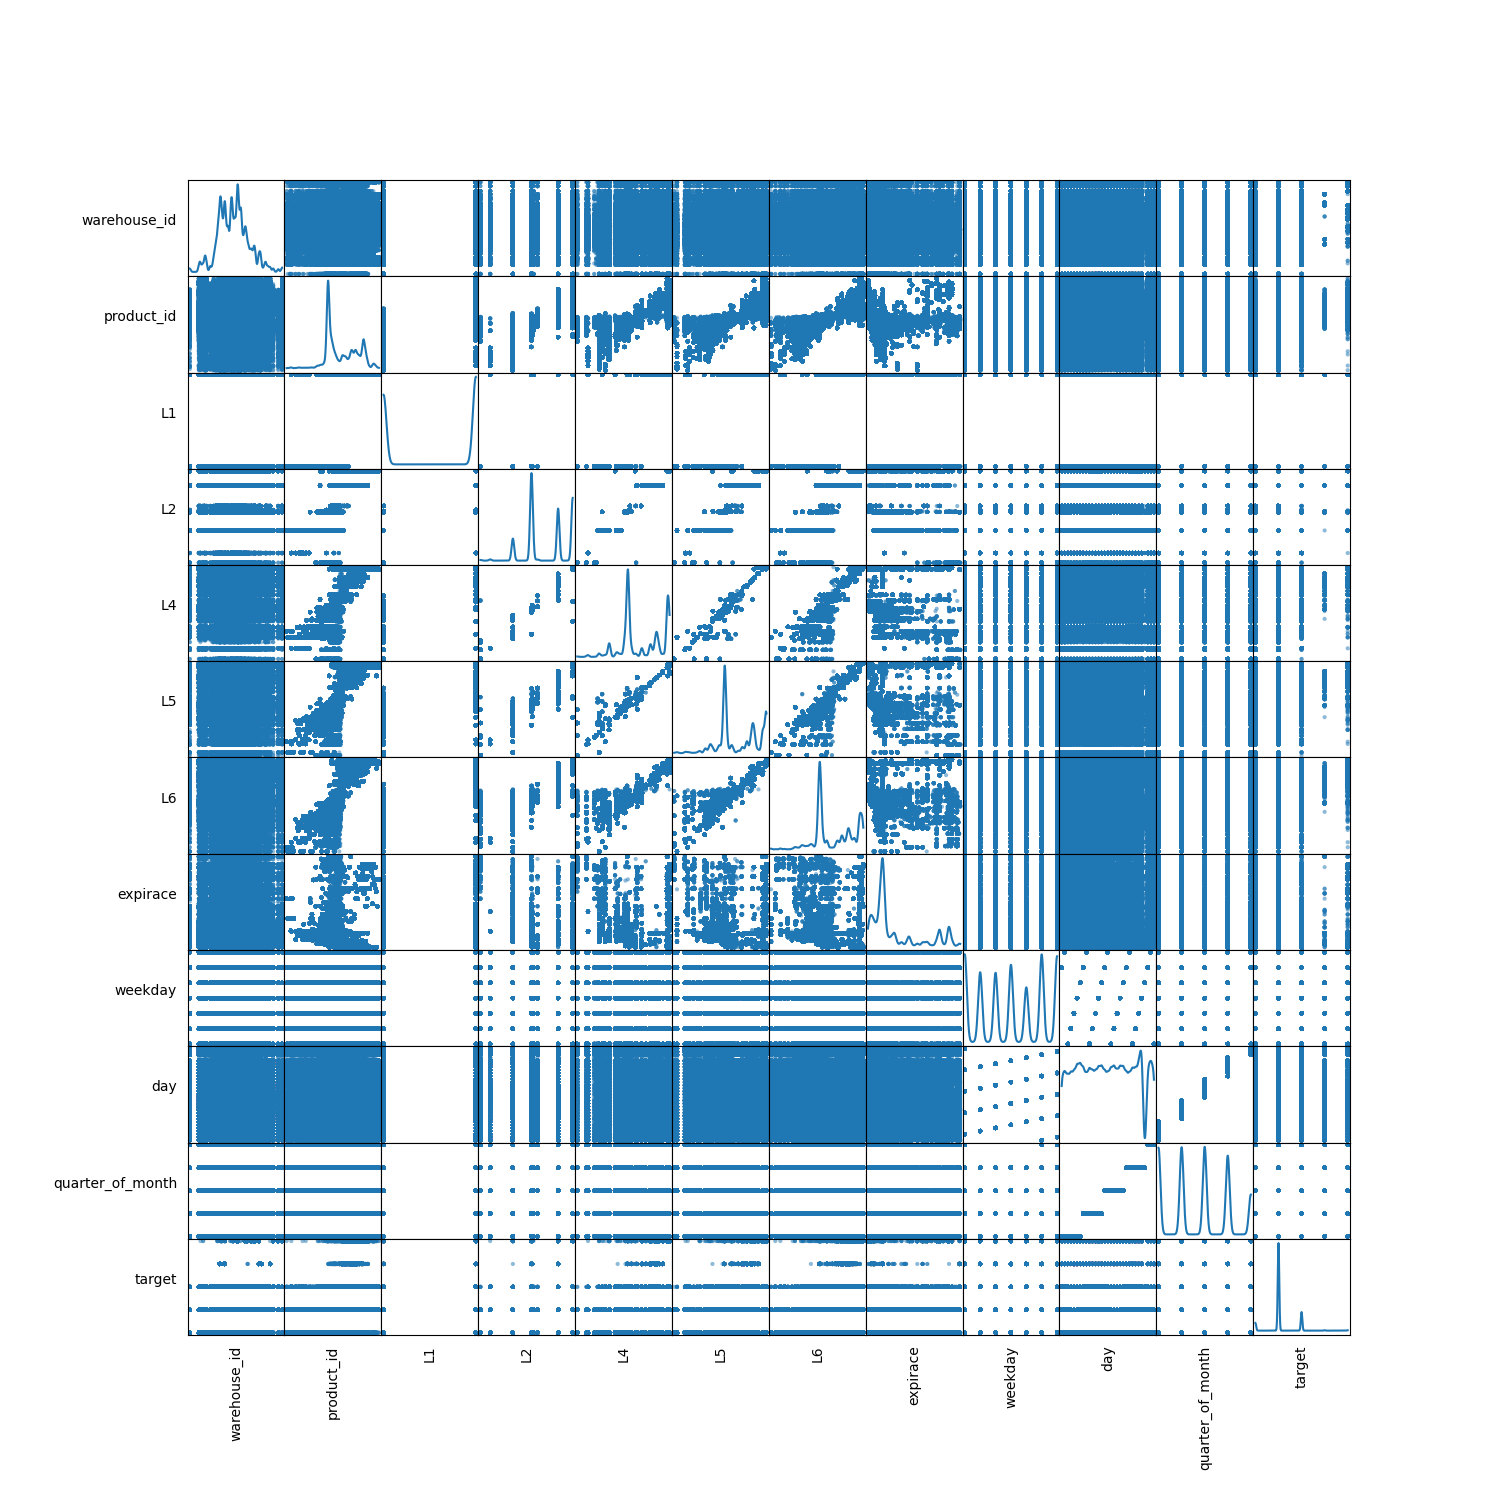 warehouse_id
product_id
L1
L2
L4
L5
L6
expirace
weekday
day
quarter_of_month
target
warehouse_id
product_id
L1
L2
L4
L5
L6
expirace
weekday
day
quarter_of_month
target